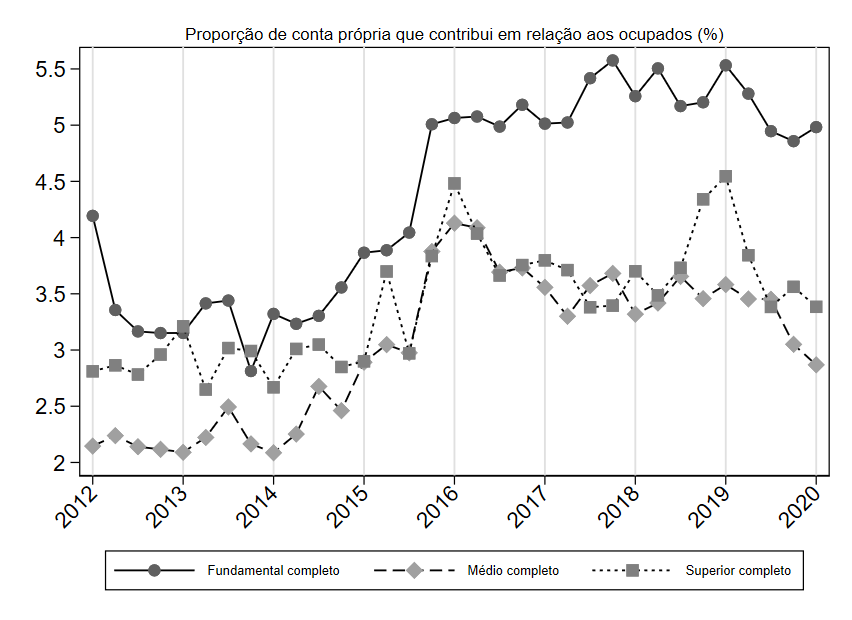 Proporção de conta própria que contribui em relação aos ocupados (%)
5.5
5
4.5
4
3.5
3
2.5
2
2012 2013 2014 2015 2016 2017 2018 2019 2020
Fundamental completo Médio completo Superior completo